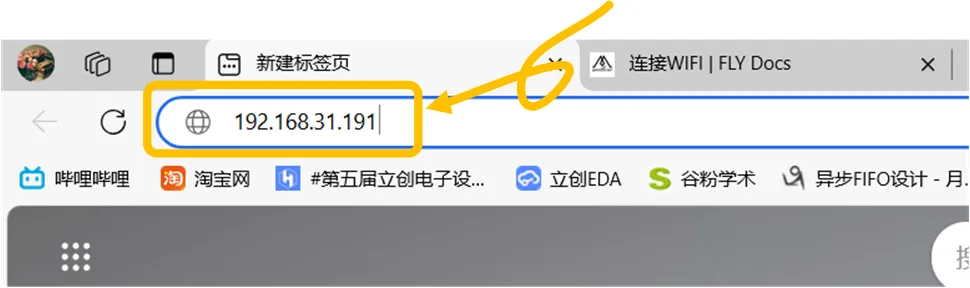 新建标签页
连接WIFI | FLY Docs
192.168.31.191
哔哩哔哩
淘 淘宝网
#第五届立创电子设...
立创EDA
S 谷粉学术
异步FIFO设计 - 月.